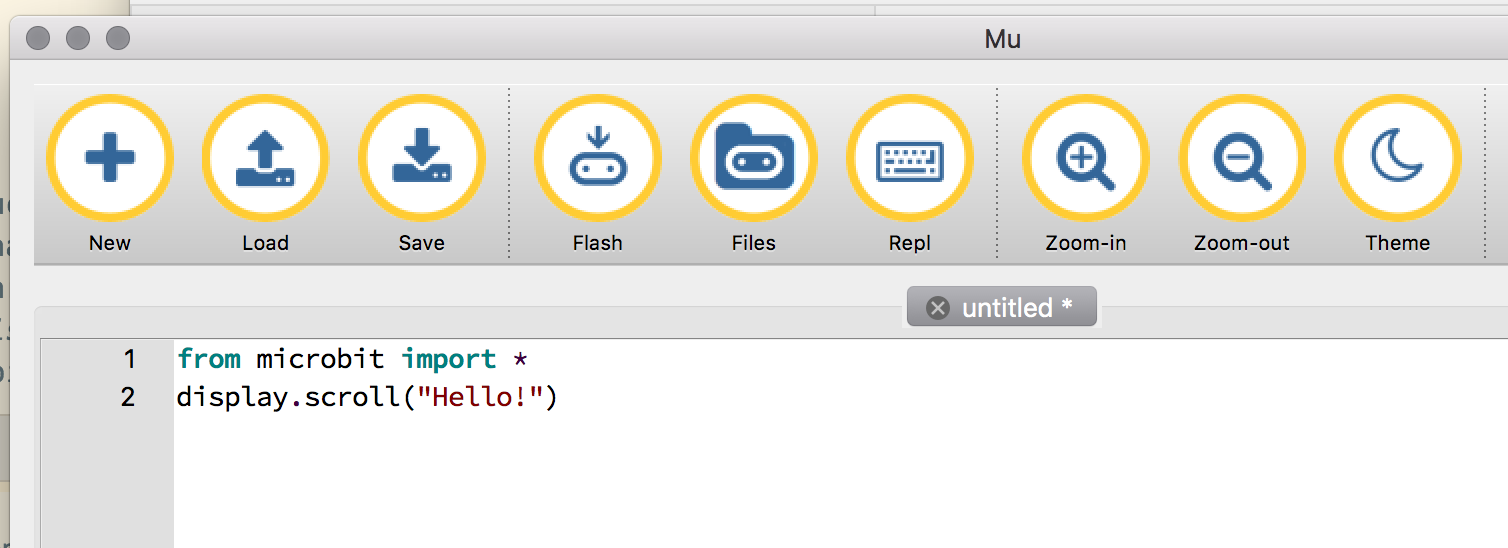 Mu
New Load Save Flash Files Repl Zoom-in Zoom-out Theme
untitled *
1 from microbit import *
2 display.scroll("Hello!")